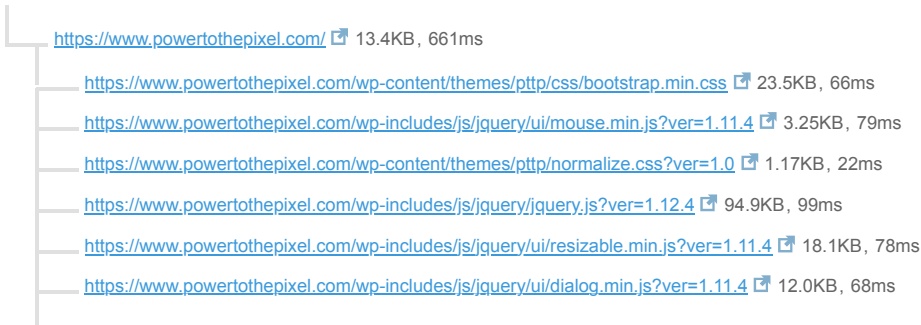 https://www.powertothepixel.com/ 13.4KB, 661ms
https://www.powertothepixel.com/wp-content/themes/pttp/css/bootstrap.min.css 23.5KB, 66ms
https://www.powertothepixel.com/wp-includes/js/jquery/ui/mouse.min.js?ver=1.11.4 3.25KB, 79ms
https://www.powertothepixel.com/wp-content/themes/pttp/normalize.css?ver=1.0 1.17KB, 22ms
https://www.powertothepixel.com/wp-includes/js/jquery/jquery.js?ver=1.12.4 94.9KB, 99ms
https://www.powertothepixel.com/wp-includes/js/jquery/ui/resizable.min.js?ver=1.11.4 18.1KB, 78ms
https://www.powertothepixel.com/wp-includes/js/jquery/ui/dialog.min.js?ver=1.11.4 12.0KB, 68ms